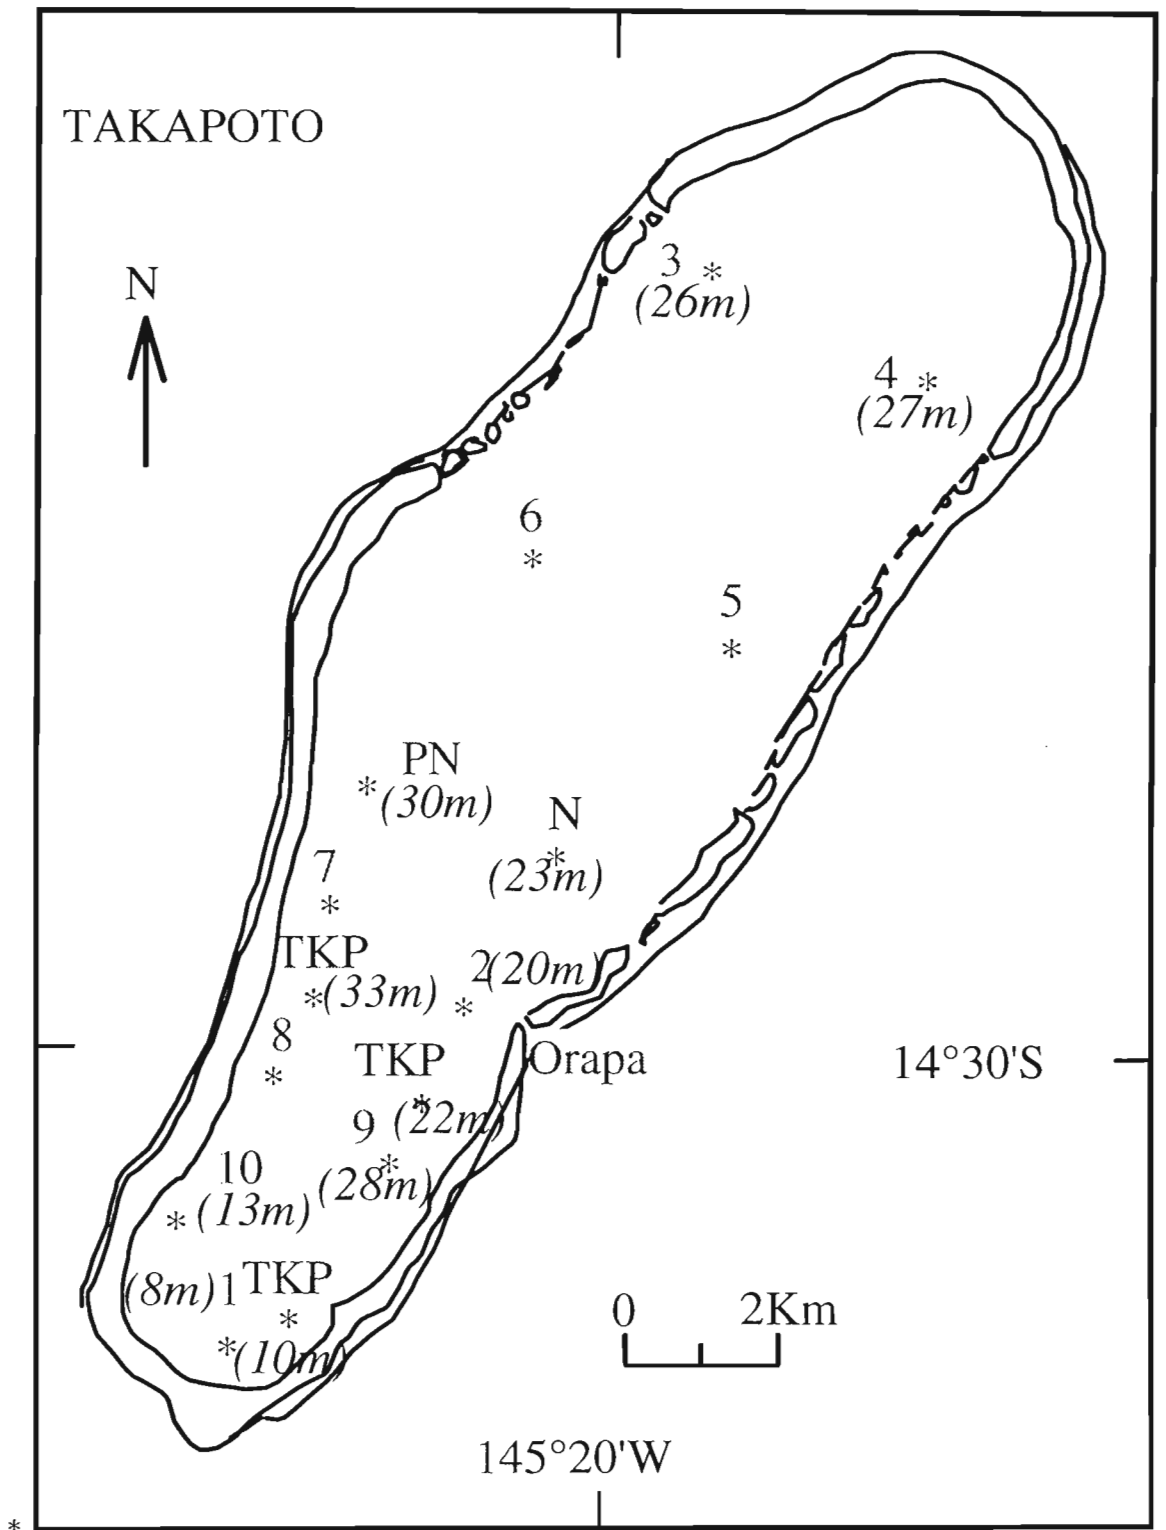 TAKAPOTO
N
3 *
(26m)
4 *
(27m)
6
*
5
*
PN
*(30m)
N
*
(23m)
7
*
TKP
*(33m)
2(20m)
*
8
*
TKP
*
(22m)
Orapa
14°30'S
9
*
(28m)
10
* (13m)
(8m)1
TKP
*
*(10m)
0 2Km
145°20'W
*